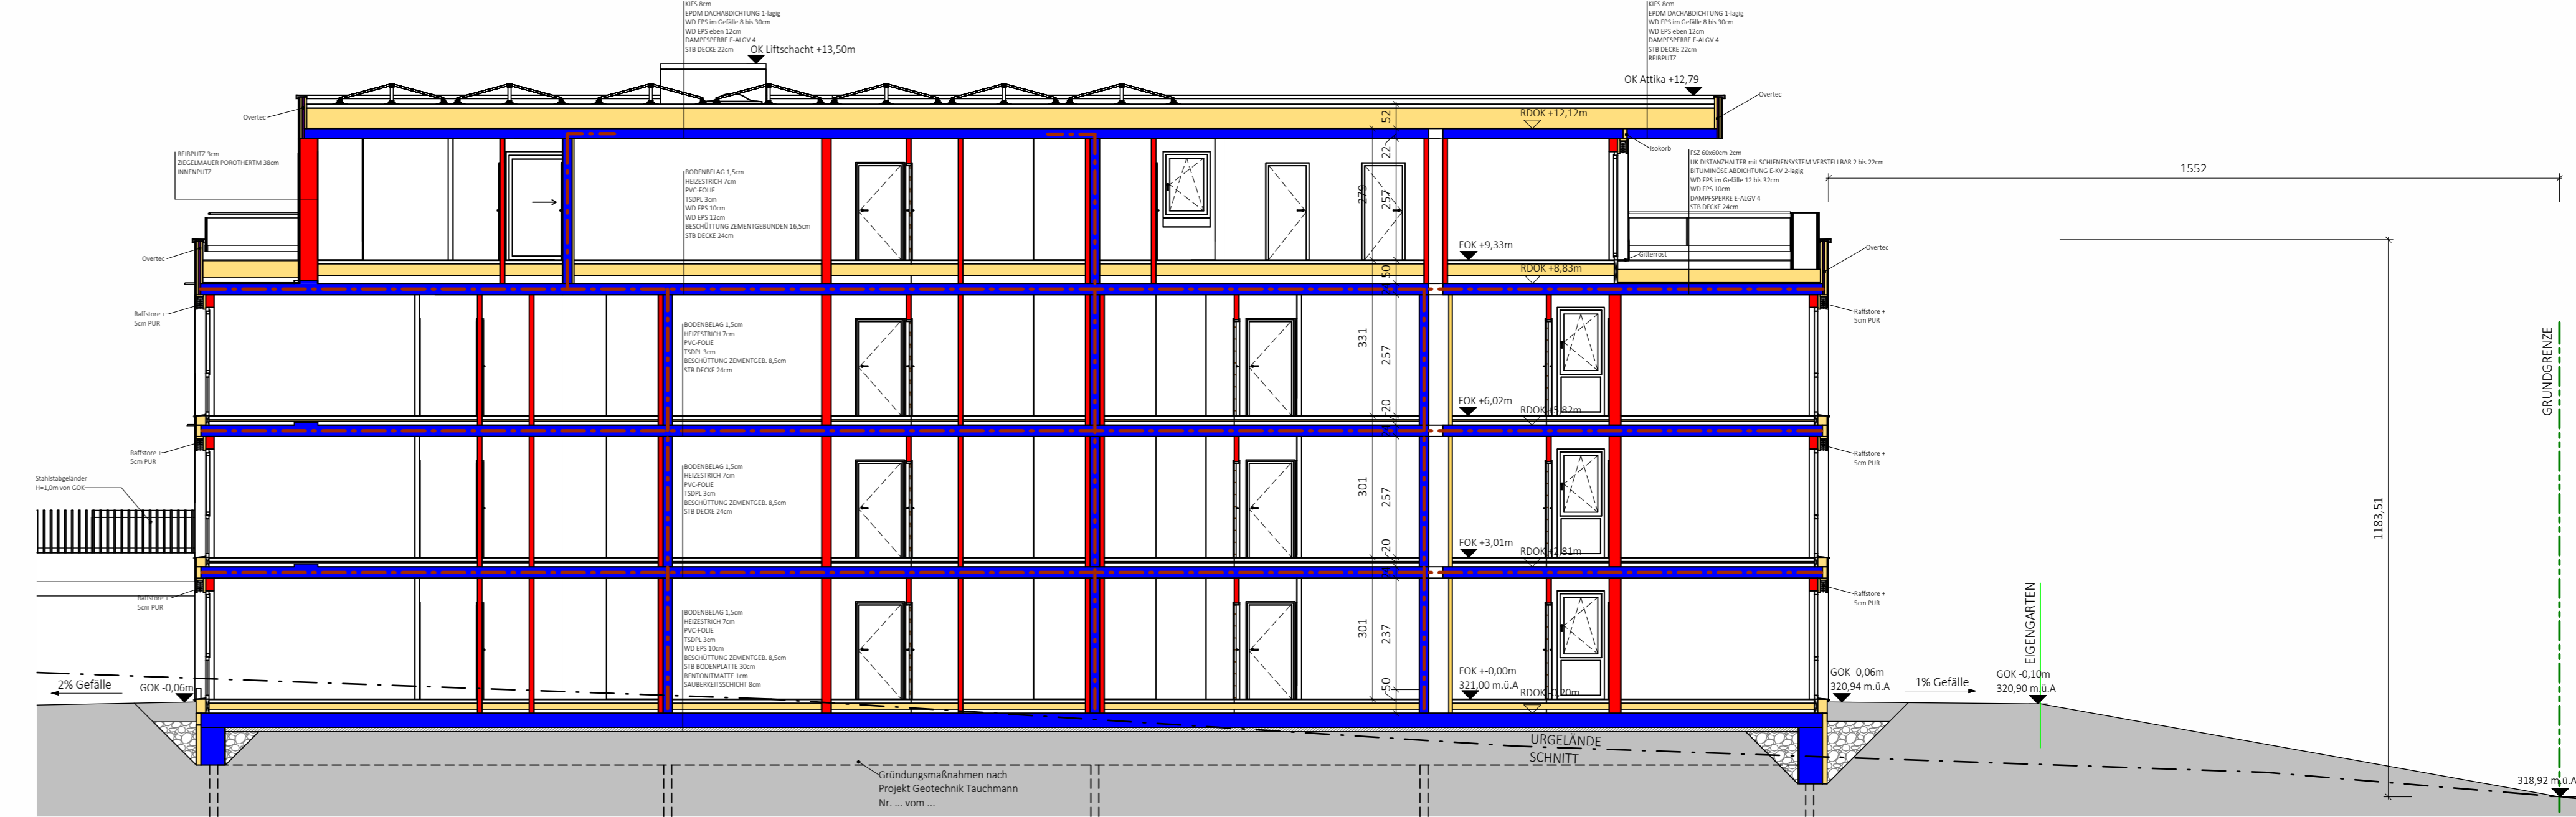 KIES 8cm
EPDM DACHABDICHTUNG 1-lagig
WD EPS im Gefälle 8 bis 30cm
WD EPS eben 12cm
DAMPFSPERRE E-ALGV 4
STB DECKE 22cm
OK Liftschacht +13,50m
KIES 8cm
EPDM DACHABDICHTUNG 1-lagig
WD EPS im Gefälle 8 bis 30cm
WD EPS eben 12cm
DAMPFSPERRE E-ALGV 4
STB DECKE 22cm
REIBPUTZ
OK Attika +12,79
Overtec
Overtec
52
RDOK +12,12m
22
Isokorb
REIBPUTZ 3cm
ZIEGELMAUER POROTHERTM 38cm
INNENPUTZ
FSZ 60x60cm 2cm
UK DISTANZHALTER mit SCHIENENSYSTEM VERSTELLBAR 2 bis 22cm
BITUMINÖSE ABDICHTUNG E-KV 2-lagig
WD EPS im Gefälle 12 bis 32cm
WD EPS 10cm
DAMPFSPERRE E-ALGV 4
STB DECKE 24cm
1552
BODENBELAG 1,5cm
HEIZESTRICH 7cm
PVC-FOLIE
TSDPL 3cm
WD EPS 10cm
WD EPS 12cm
BESCHÜTTUNG ZEMENTGEBUNDEN 16,5cm
STB DECKE 24cm
279
257
FOK +9,33m
Overtec
Overtec
Gitterrost
50
RDOK +8,83m
Raffstore +
5cm PUR
Raffstore +
5cm PUR
BODENBELAG 1,5cm
HEIZESTRICH 7cm
PVC-FOLIE
TSDPL 3cm
BESCHÜTTUNG ZEMENTGEB. 8,5cm
STB DECKE 24cm
331
257
GRUNDGRENZE
FOK +6,02m
20
RDOK +5,82m
Raffstore +
5cm PUR
Raffstore +
5cm PUR
BODENBELAG 1,5cm
HEIZESTRICH 7cm
PVC-FOLIE
TSDPL 3cm
BESCHÜTTUNG ZEMENTGEB. 8,5cm
STB DECKE 24cm
Stahlstabgeländer
H=1,0m von GOK
301
257
1183,51
FOK +3,01m
20
RDOK +2,81m
Raffstore +
5cm PUR
Raffstore +
5cm PUR
BODENBELAG 1,5cm
HEIZESTRICH 7cm
PVC-FOLIE
TSDPL 3cm
WD EPS 10cm
BESCHÜTTUNG ZEMENTGEB. 8,5cm
STB BODENPLATTE 30cm
BENTONITMATTE 1cm
SAUBERKEITSSCHICHT 8cm
301
237
EIGENGARTEN
50
FOK +-0,00m
321,00 m.ü.A
RDOK -0,20m
2% Gefälle
GOK -0,06m
GOK -0,06m
320,94 m.ü.A
1% Gefälle
GOK -0,10m
320,90 m.ü.A
URGELÄNDE
SCHNITT
Gründungsmaßnahmen nach
Projekt Geotechnik Tauchmann
Nr. ... vom ...
318,92 m.ü.A